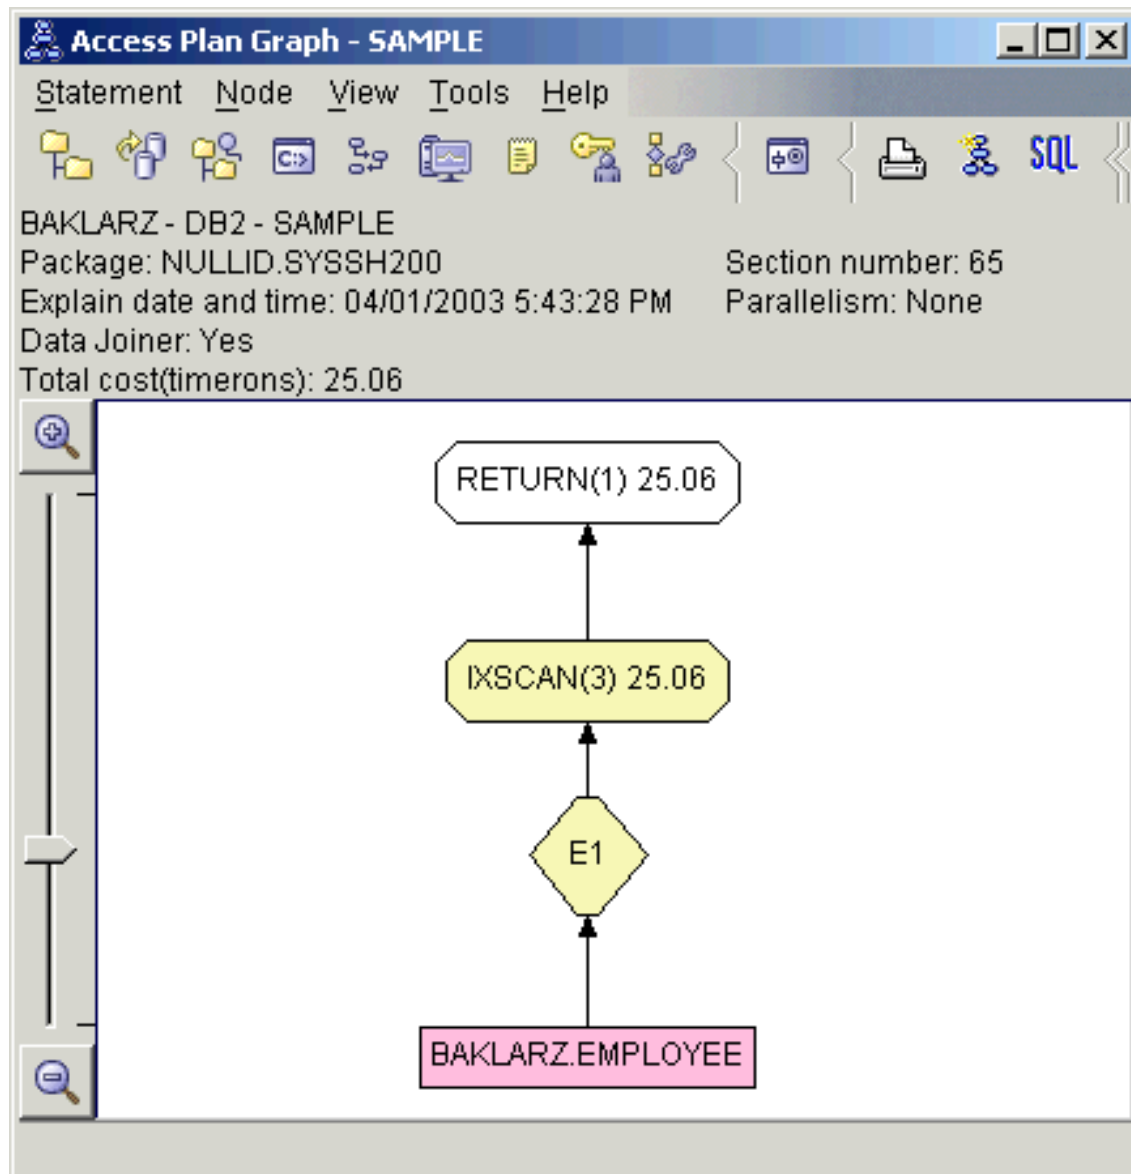 Access Plan Graph - SAMPLE
Statement Node View Tools Help
C:> SQL
BAKLARZ - DB2 - SAMPLE
Package: NULLID.SYSSH200 Section number: 65
Explain date and time: 04/01/2003 5:43:28 PM Parallelism: None
Data Joiner: Yes
Total cost(timerons): 25.06
RETURN(1) 25.06
IXSCAN(3) 25.06
E1
BAKLARZ.EMPLOYEE